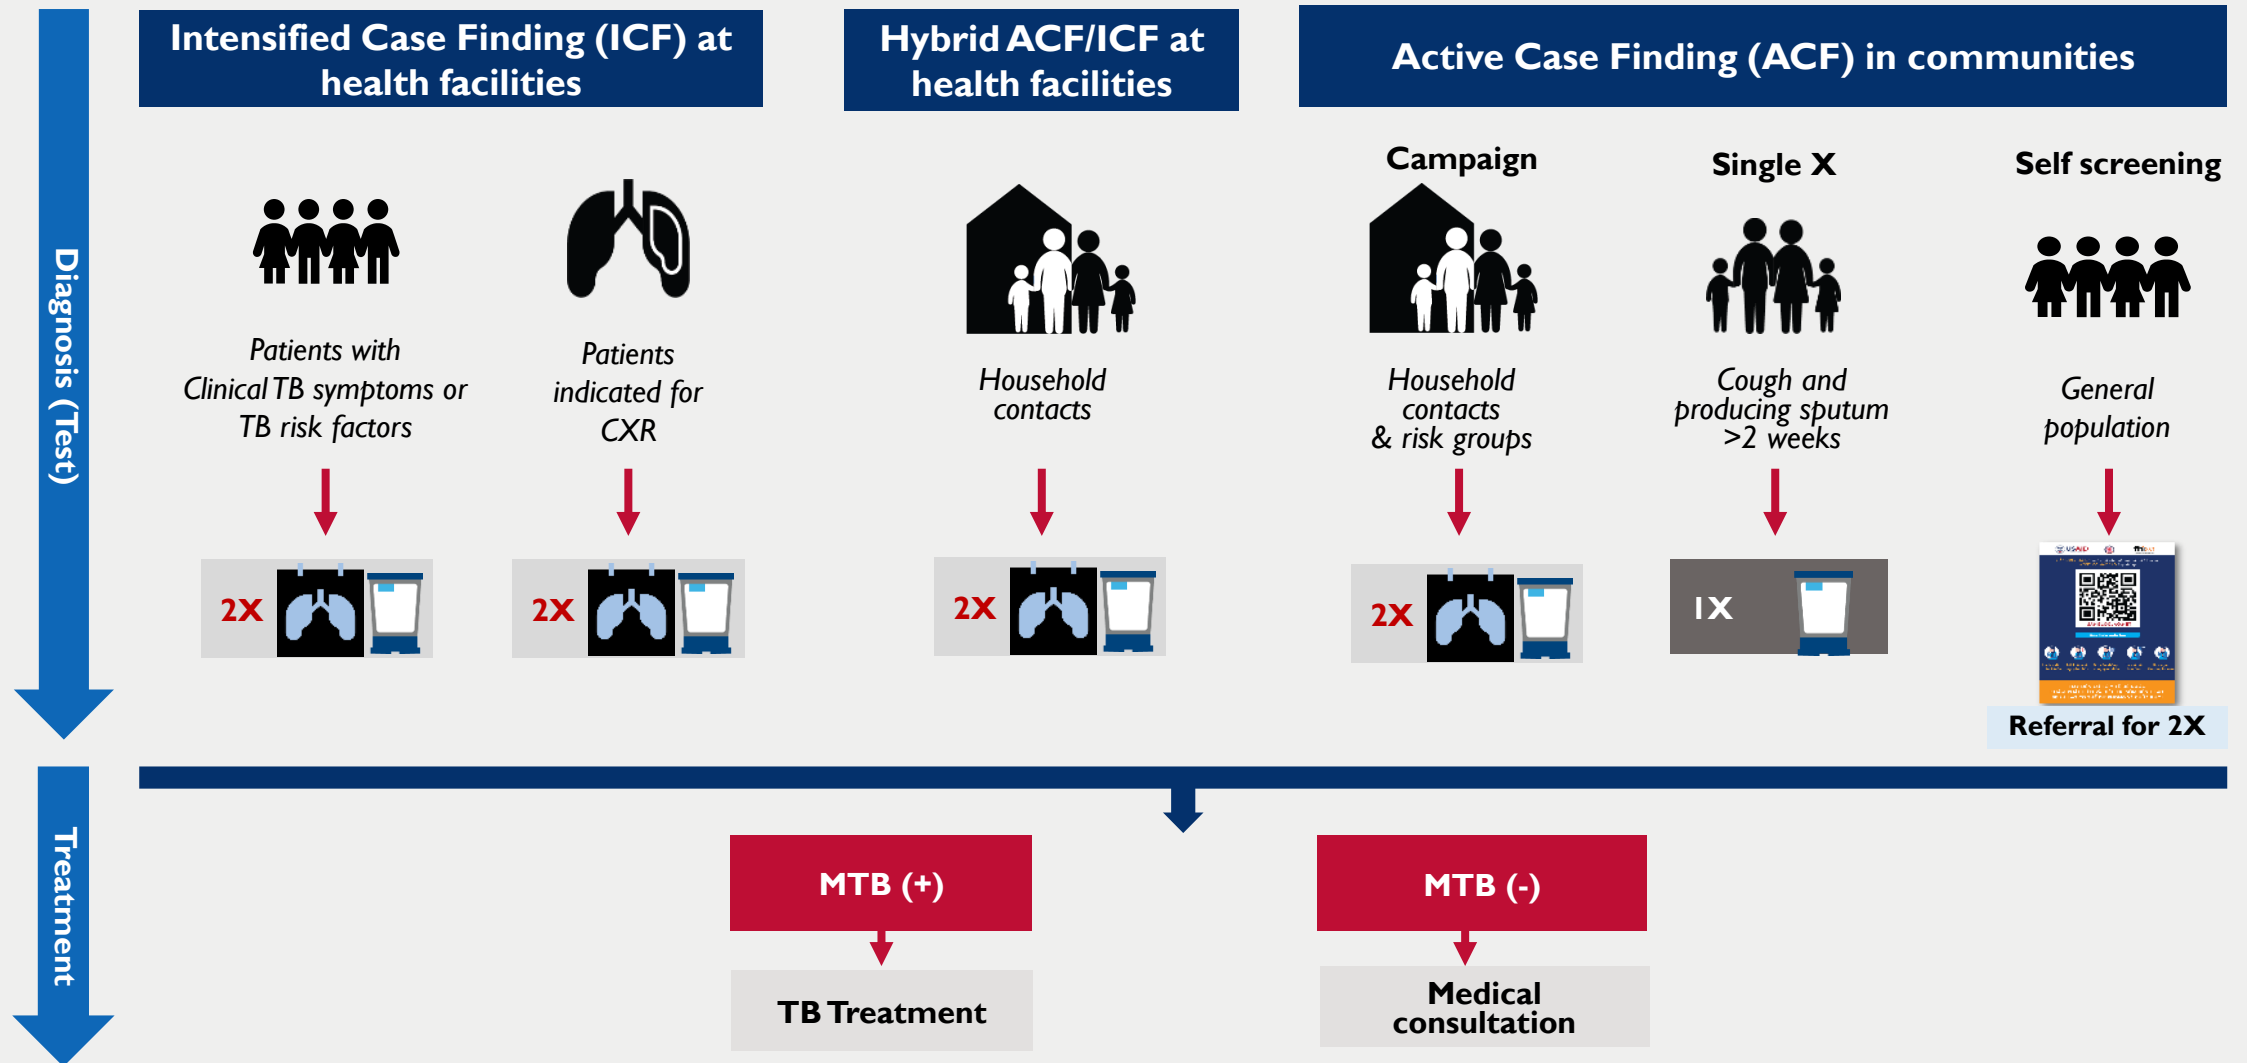 Intensified Case Finding (ICF) at
health facilities
Hybrid ACF/ICF at
health facilities
Active Case Finding (ACF) in communities
Diagnosis (Test)
Campaign
Single X
Self screening
Patients with
Clinical TB symptoms or
TB risk factors
Patients
indicated for
CXR
Household
contacts
Household
contacts
& risk groups
Cough and
producing sputum
>2 weeks
General
population
2X
2X
2X
2X
1X
USAID
Referral for 2X
Treatment
MTB (+)
MTB (-)
TB Treatment
Medical
consultation